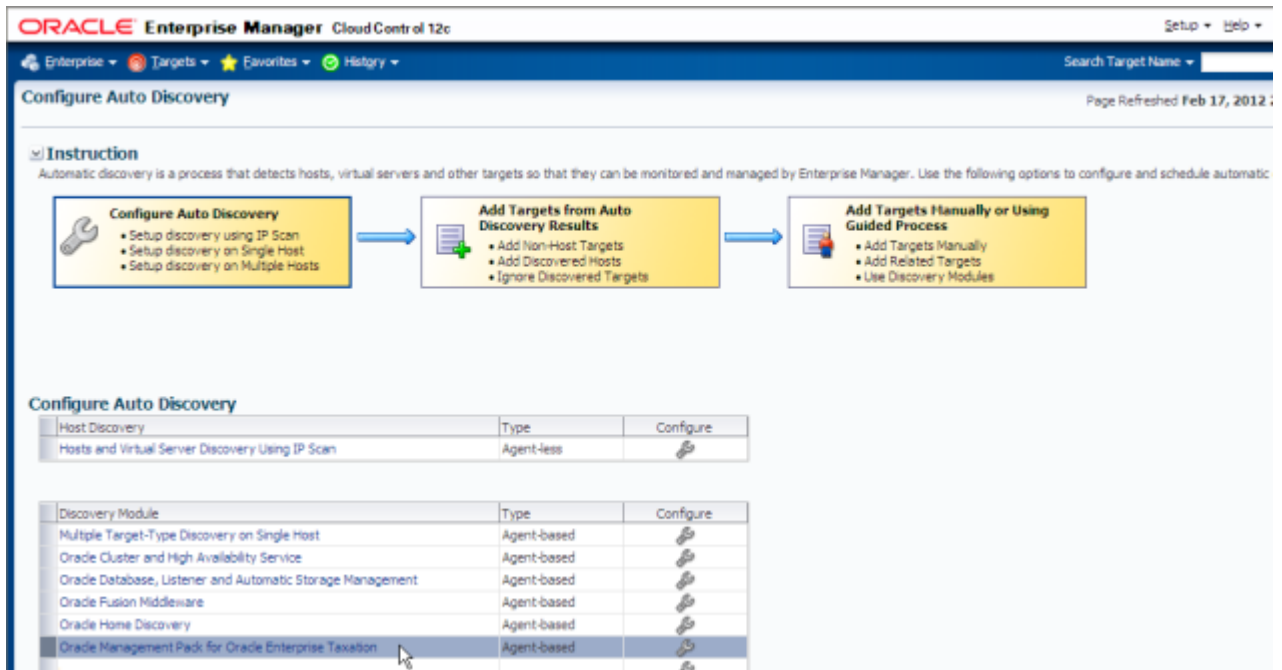 ORACLE Enterprise Manager Cloud Control 12c
Setup Help
Enterprise Targets Favorites History Search Target Name
Configure Auto Discovery
Page Refreshed Feb 17, 2012
Instruction
Automatic discovery is a process that detects hosts, virtual servers and other targets so that they can be monitored and managed by Enterprise Manager. Use the following options to configure and schedule automatic
Configure Auto Discovery
• Setup discovery using IP Scan
• Setup discovery on Single Host
• Setup discovery on Multiple Hosts
Add Targets from Auto
Discovery Results
• Add Non-Host Targets
• Add Discovered Hosts
• Ignore Discovered Targets
Add Targets Manually or Using
Guided Process
• Add Targets Manually
• Add Related Targets
• Use Discovery Modules
Configure Auto Discovery
Host Discovery Type Configure
Hosts and Virtual Server Discovery Using IP Scan Agent-less
Discovery Module Type Configure
Multiple Target-Type Discovery on Single Host Agent-based
Oracle Cluster and High Availability Service Agent-based
Oracle Database, Listener and Automatic Storage Management Agent-based
Oracle Fusion Middleware Agent-based
Oracle Home Discovery Agent-based
Oracle Management Pack for Oracle Enterprise Taxation Agent-based